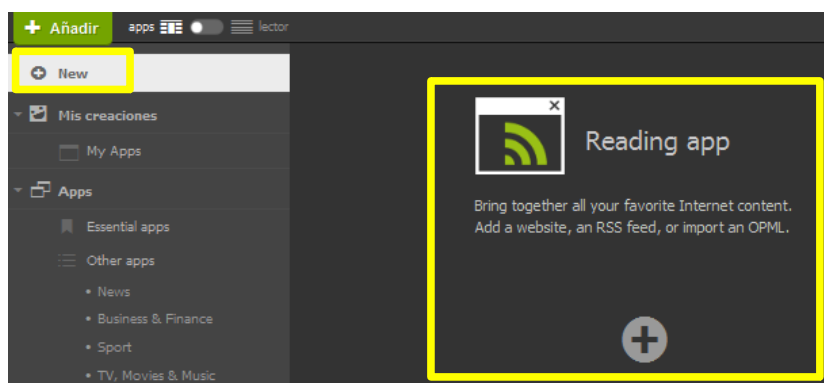 Añadir apps lector
New
Mis creaciones
My Apps
Apps
Essential apps
Other apps
• News
• Business & Finance
• Sport
• TV, Movies & Music
Reading app
Bring together all your favorite Internet content.
Add a website, an RSS feed, or import an OPML.